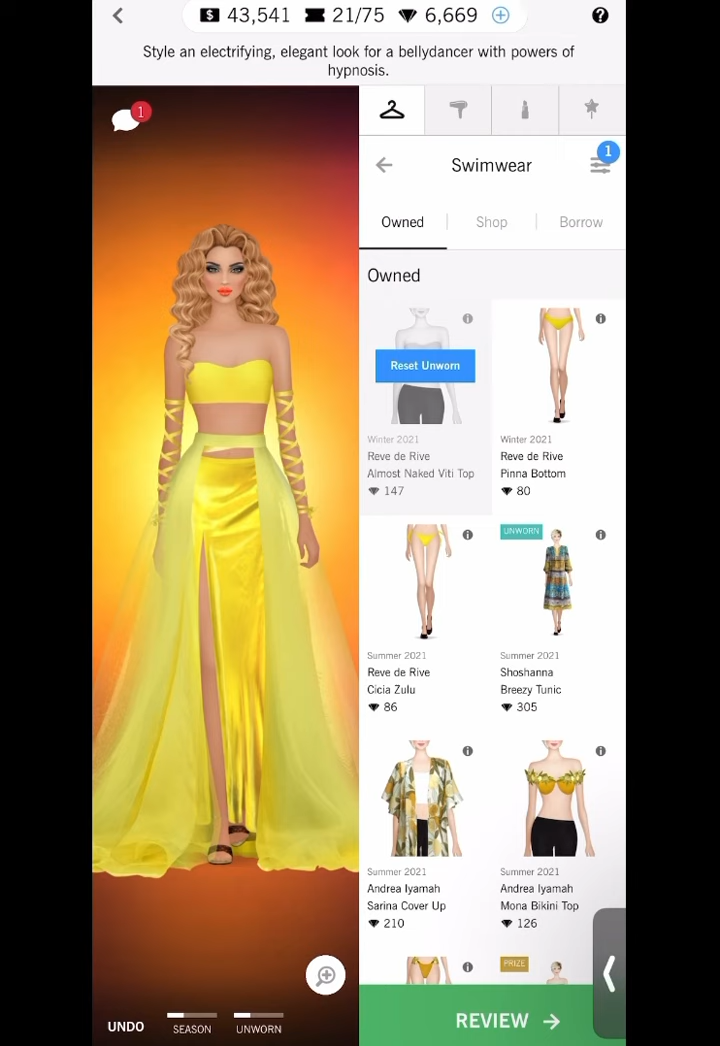 $ 43,541 21/75 6,669
Style an electrifying, elegant look for a bellydancer with powers of
hypnosis.
1
1
Swimwear
Owned Shop Borrow
Owned
Reset Unworn
Winter 2021
Reve de Rive
Almost Naked Viti Top
147
Winter 2021
Reve de Rive
Pinna Bottom
80
Summer 2021
Reve de Rive
Cicia Zulu
86
UNWORN
Summer 2021
Shoshanna
Breezy Tunic
305
Summer 2021
Andrea Iyamah
Sarina Cover Up
210
Summer 2021
Andrea Iyamah
Mona Bikini Top
126
PRIZE
UNDO SEASON UNWORN
REVIEW